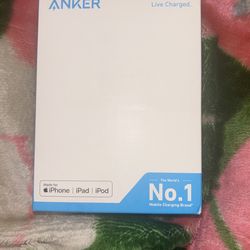 ANKER
Live Charged.
Made for
iPhone | iPad | iPod
The World's
No.1
Mobile Charging Brand*